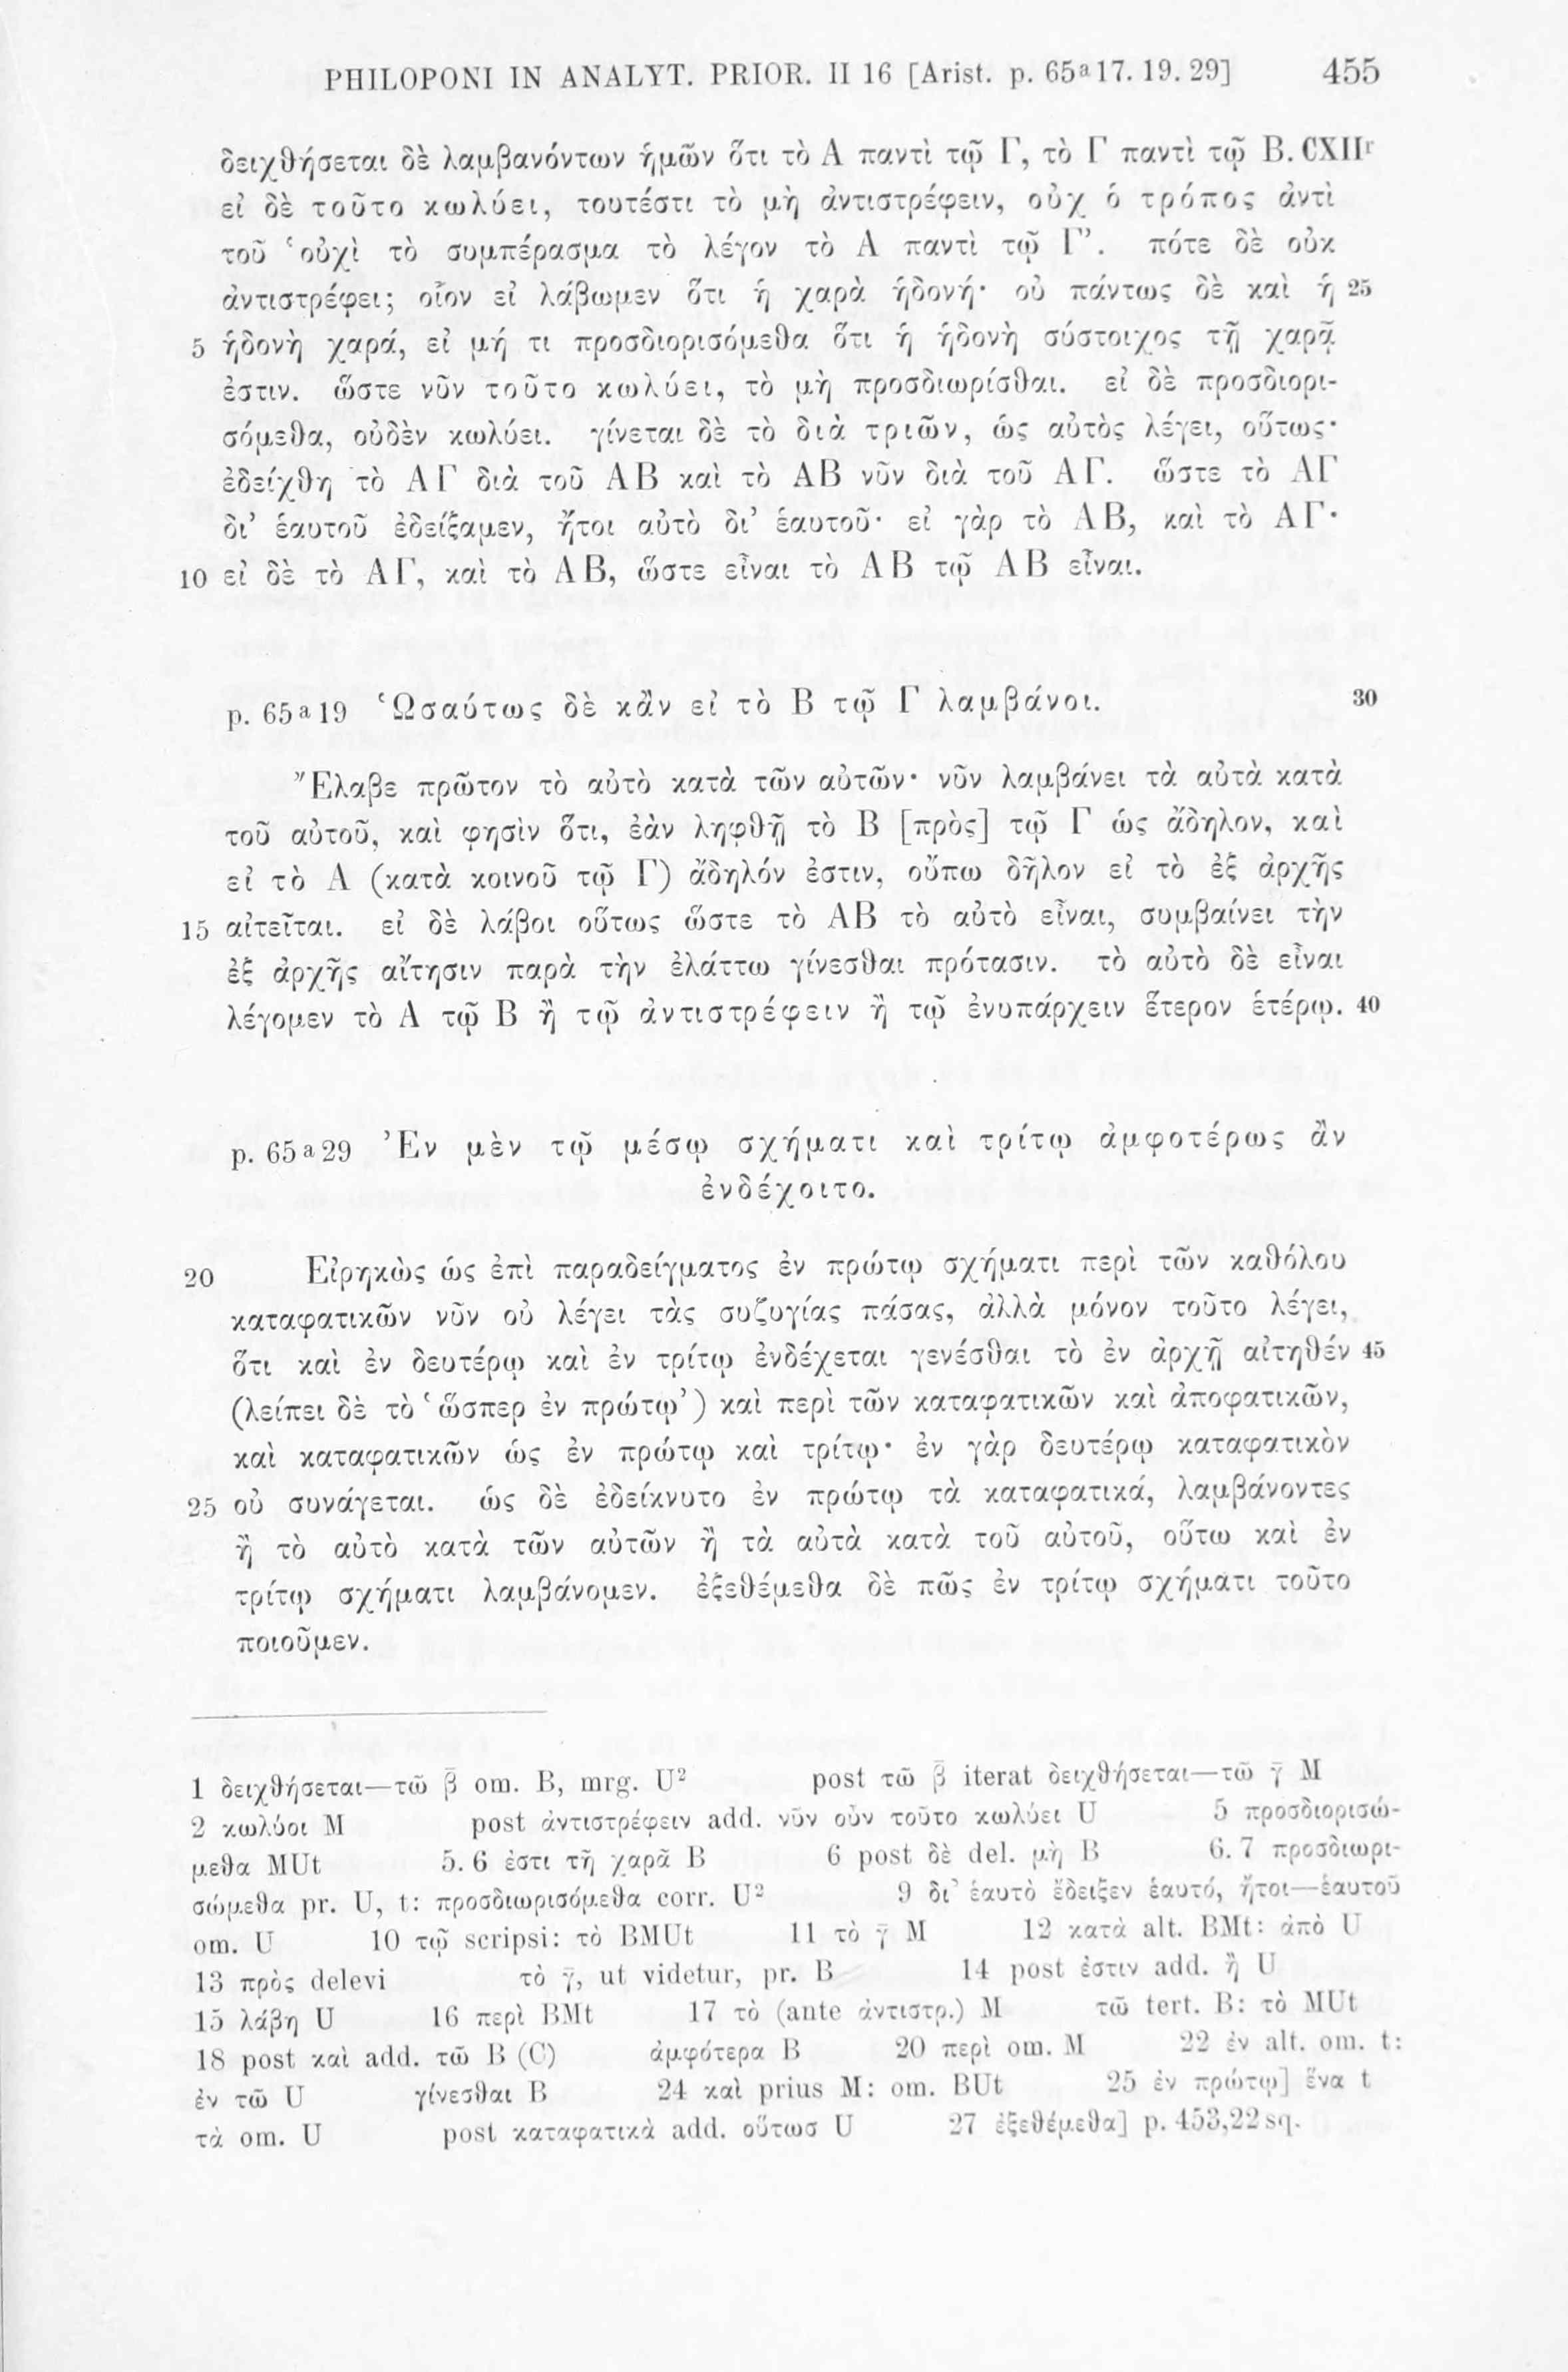 PHILOPONI IN ANALYT. PRIOR. II 16 [Arist. p. 65ª17. 19. 29] 455
δειχθήσεται δὲ λαμβανόντων ἡμῶν ὅτι τὸ Α παντὶ τῷ Γ, τὸ Γ παντὶ τῷ Β. CXIIʳ
εἰ δὲ τοῦτο κωλύει, τουτέστι τὸ μὴ ἀντιστρέφειν, οὐχ ὁ τρόπος ἀντὶ
τοῦ ‘οὐχὶ τὸ συμπέρασμα τὸ λέγον τὸ Α παντὶ τῷ Γ’. πότε δὲ οὐκ
ἀντιστρέφει; οἷον εἰ λάβωμεν ὅτι ἡ χαρὰ ἡδονή· οὐ πάντως δὲ καὶ ἡ 25
5 ἡδονὴ χαρά, εἰ μή τι προσδιορισόμεθα ὅτι ἡ ἡδονὴ σύστοιχος τῇ χαρᾷ
ἐστιν. ὥστε νῦν τοῦτο κωλύει, τὸ μὴ προσδιωρίσθαι. εἰ δὲ προσδιορι-
σόμεθα, οὐδὲν κωλύει. γίνεται δὲ τὸ διὰ τριῶν, ὡς αὐτὸς λέγει, οὕτως·
ἐδείχθη τὸ ΑΓ διὰ τοῦ ΑΒ καὶ τὸ ΑΒ νῦν διὰ τοῦ ΑΓ. ὥστε τὸ ΑΓ
δι’ ἑαυτοῦ ἐδείξαμεν, ἤτοι αὐτὸ δι’ ἑαυτοῦ· εἰ γὰρ τὸ ΑΒ, καὶ τὸ ΑΓ·
10 εἰ δὲ τὸ ΑΓ, καὶ τὸ ΑΒ, ὥστε εἶναι τὸ ΑΒ τῷ ΑΒ εἶναι.
p. 65ª19 Ὡσαύτως δὲ κἂν εἰ τὸ Β τῷ Γ λαμβάνοι. 30
Ἔλαβε πρῶτον τὸ αὐτὸ κατὰ τῶν αὐτῶν· νῦν λαμβάνει τὰ αὐτὰ κατὰ
τοῦ αὐτοῦ, καὶ φησὶν ὅτι, ἐὰν ληφθῇ τὸ Β [πρὸς] τῷ Γ ὡς ἄδηλον, καὶ
εἰ τὸ Α (κατὰ κοινοῦ τῷ Γ) ἄδηλόν ἐστιν, οὔπω δῆλον εἰ τὸ ἐξ ἀρχῆς
15 αἰτεῖται. εἰ δὲ λάβοι οὕτως ὥστε τὸ ΑΒ τὸ αὐτὸ εἶναι, συμβαίνει τὴν
ἐξ ἀρχῆς αἴτησιν παρὰ τὴν ἐλάττω γίνεσθαι πρότασιν. τὸ αὐτὸ δὲ εἶναι
λέγομεν τὸ Α τῷ Β ἢ τῷ ἀντιστρέφειν ἢ τῷ ἐνυπάρχειν ἕτερον ἑτέρῳ. 40
p. 65ª29 Ἐν μὲν τῷ μέσῳ σχήματι καὶ τρίτῳ ἀμφοτέρως ἂν
ἐνδέχοιτο.
20 Εἰρηκὼς ὡς ἐπὶ παραδείγματος ἐν πρώτῳ σχήματι περὶ τῶν καθόλου
καταφατικῶν νῦν οὐ λέγει τὰς συζυγίας πάσας, ἀλλὰ μόνον τοῦτο λέγει,
ὅτι καὶ ἐν δευτέρῳ καὶ ἐν τρίτῳ ἐνδέχεται γενέσθαι τὸ ἐν ἀρχῇ αἰτηθέν 45
(λείπει δὲ τὸ ‘ὥσπερ ἐν πρώτῳ’) καὶ περὶ τῶν καταφατικῶν καὶ ἀποφατικῶν,
καὶ καταφατικῶν ὡς ἐν πρώτῳ καὶ τρίτῳ· ἐν γὰρ δευτέρῳ καταφατικὸν
25 οὐ συνάγεται. ὡς δὲ ἐδείκνυτο ἐν πρώτῳ τὰ καταφατικά, λαμβάνοντες
ἢ τὸ αὐτὸ κατὰ τῶν αὐτῶν ἢ τὰ αὐτὰ κατὰ τοῦ αὐτοῦ, οὕτω καὶ ἐν
τρίτῳ σχήματι λαμβάνομεν. ἐξεθέμεθα δὲ πῶς ἐν τρίτῳ σχήματι τοῦτο
ποιοῦμεν.
1 δειχθήσεται—τῶ β̄ om. B, mrg. U² post τῶ β̄ iterat δειχθήσεται—τῶ γ̄ M
2 κωλύοι M post ἀντιστρέφειν add. νῦν οὖν τοῦτο κωλύει U 5 προσδιορισώ-
μεθα MUt 5. 6 ἐστι τῆ χαρᾶ B 6 post δὲ del. μὴ B 6. 7 προσδιωρι-
σώμεθα pr. U, t: προσδιωρισόμεθα corr. U² 9 δι’ ἑαυτὸ ἔδειξεν ἑαυτό, ἤτοι—ἑαυτοῦ
om. U 10 τῷ scripsi: τὸ BMUt 11 τὸ γ̄ M 12 κατὰ alt. BMt: ἀπὸ U
13 πρὸς delevi τὸ γ̄, ut videtur, pr. B 14 post ἐστιν add. ἢ U
15 λάβη U 16 περὶ BMt 17 τὸ (ante ἀντιστρ.) M τῶ tert. B: τὸ MUt
18 post καὶ add. τῶ B (C) ἀμφότερα B 20 περὶ om. M 22 ἐν alt. om. t:
ἐν τῶ U γίνεσθαι B 24 καὶ prius M: om. BUt 25 ἐν πρώτῳ] ἕνα t
τὰ om. U post καταφατικὰ add. οὕτωσ U 27 ἐξεθέμεθα] p. 453,22 sq.